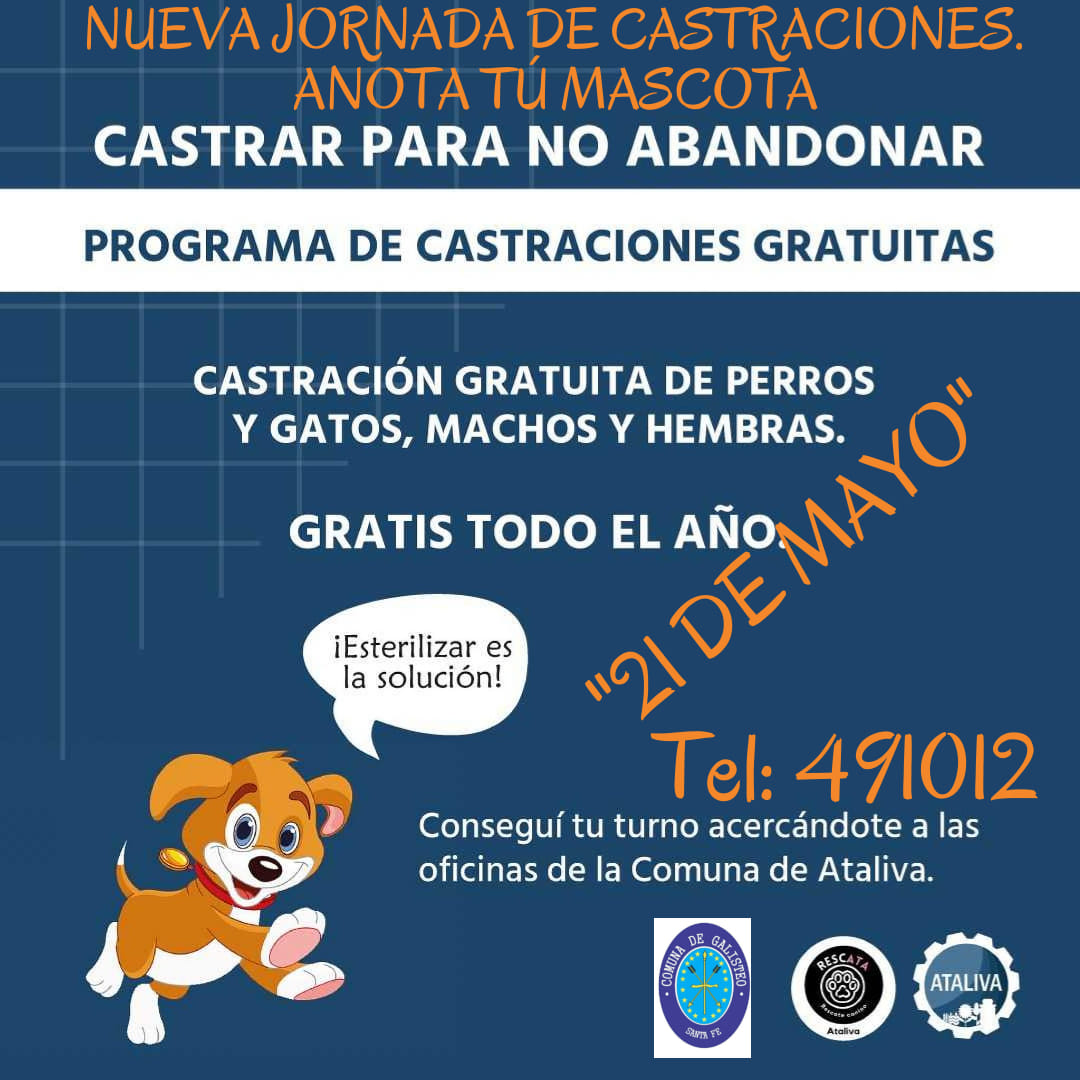 NUEVA JORNADA DE CASTRACIONES.
ANOTA TÚ MASCOTA
CASTRAR PARA NO ABANDONAR
PROGRAMA DE CASTRACIONES GRATUITAS
CASTRACIÓN GRATUITA DE PERROS
Y GATOS, MACHOS Y HEMBRAS.
GRATIS TODO EL AÑO.
"21 DE MAYO"
¡Esterilizar es
la solución!
Tel: 491012
Conseguí tu turno acercándote a las
oficinas de la Comuna de Ataliva.
COMUNA DE GALISTEO
SANTA FE
RESCATA
Rescate canino
Ataliva
ATALIVA